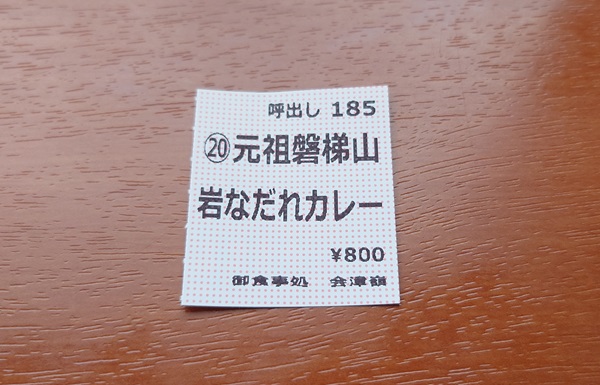 呼出し 185
⑳元祖磐梯山
岩なだれカレー
¥800
御食事処 会津嶺